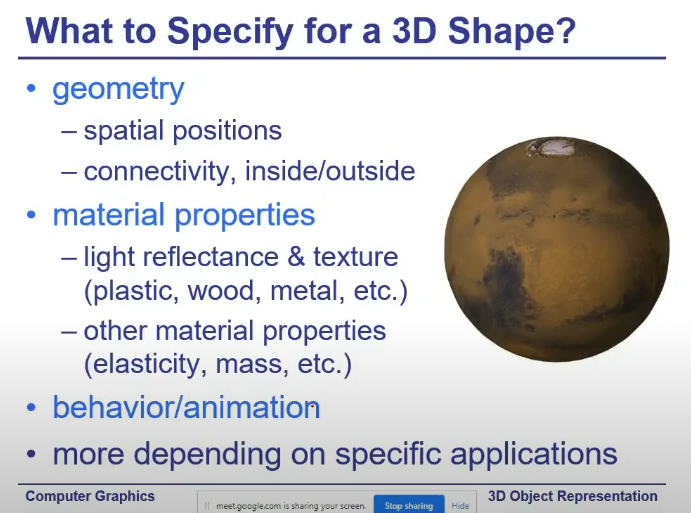 What to Specify for a 3D Shape?
• geometry
– spatial positions
– connectivity, inside/outside
• material properties
– light reflectance & texture
(plastic, wood, metal, etc.)
– other material properties
(elasticity, mass, etc.)
• behavior/animation
• more depending on specific applications
Computer Graphics
meet.google.com is sharing your screen.
Stop sharing
Hide
3D Object Representation